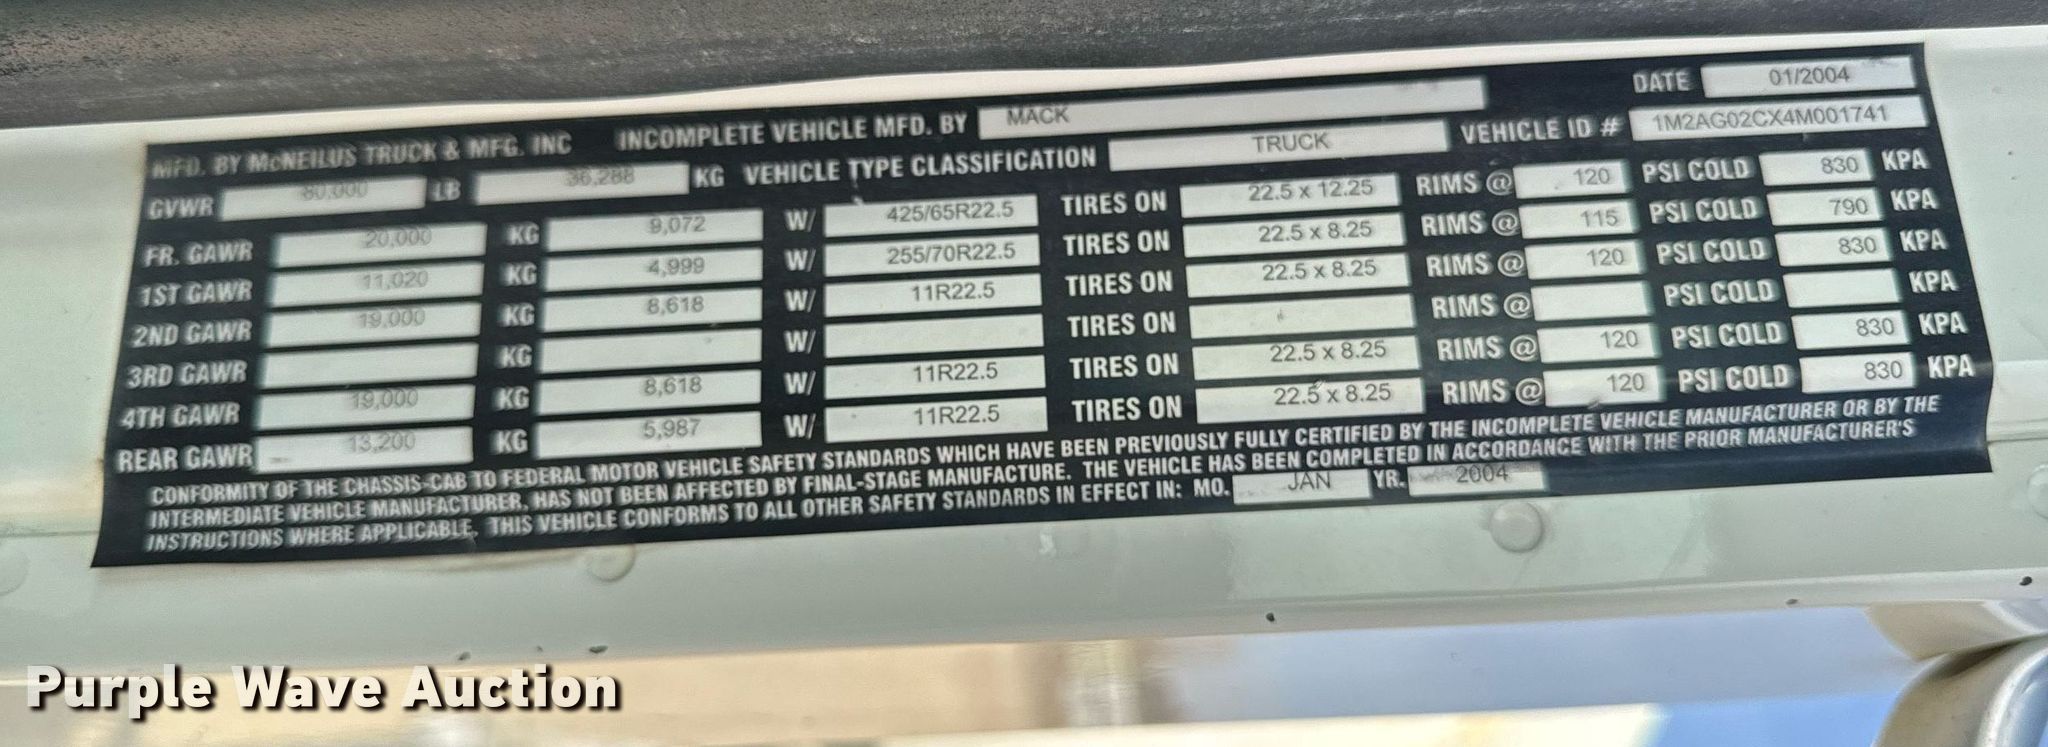 DATE 01/2004
MFD. BY McNEILUS TRUCK & MFG. INC INCOMPLETE VEHICLE MFD. BY MACK
GVWR 80,000 LB 36,288 KG VEHICLE TYPE CLASSIFICATION TRUCK VEHICLE ID # 1M2AG02CX4M001741
FR. GAWR 20,000 KG 9,072 W/ 425/65R22.5 TIRES ON 22.5 x 12.25 RIMS @ 120 PSI COLD 830 KPA
1ST GAWR 11,020 KG 4,999 W/ 255/70R22.5 TIRES ON 22.5 x 8.25 RIMS @ 115 PSI COLD 790 KPA
2ND GAWR 19,000 KG 8,618 W/ 11R22.5 TIRES ON 22.5 x 8.25 RIMS @ 120 PSI COLD 830 KPA
3RD GAWR KG W/ TIRES ON RIMS @ PSI COLD KPA
4TH GAWR 19,000 KG 8,618 W/ 11R22.5 TIRES ON 22.5 x 8.25 RIMS @ 120 PSI COLD 830 KPA
REAR GAWR 13,200 KG 5,987 W/ 11R22.5 TIRES ON 22.5 x 8.25 RIMS @ 120 PSI COLD 830 KPA
CONFORMITY OF THE CHASSIS-CAB TO FEDERAL MOTOR VEHICLE SAFETY STANDARDS WHICH HAVE BEEN PREVIOUSLY FULLY CERTIFIED BY THE INCOMPLETE VEHICLE MANUFACTURER OR BY THE
INTERMEDIATE VEHICLE MANUFACTURER, HAS NOT BEEN AFFECTED BY FINAL-STAGE MANUFACTURE. THE VEHICLE HAS BEEN COMPLETED IN ACCORDANCE WITH THE PRIOR MANUFACTURER'S
INSTRUCTIONS WHERE APPLICABLE. THIS VEHICLE CONFORMS TO ALL OTHER SAFETY STANDARDS IN EFFECT IN: MO. JAN YR. 2004
Purple Wave Auction